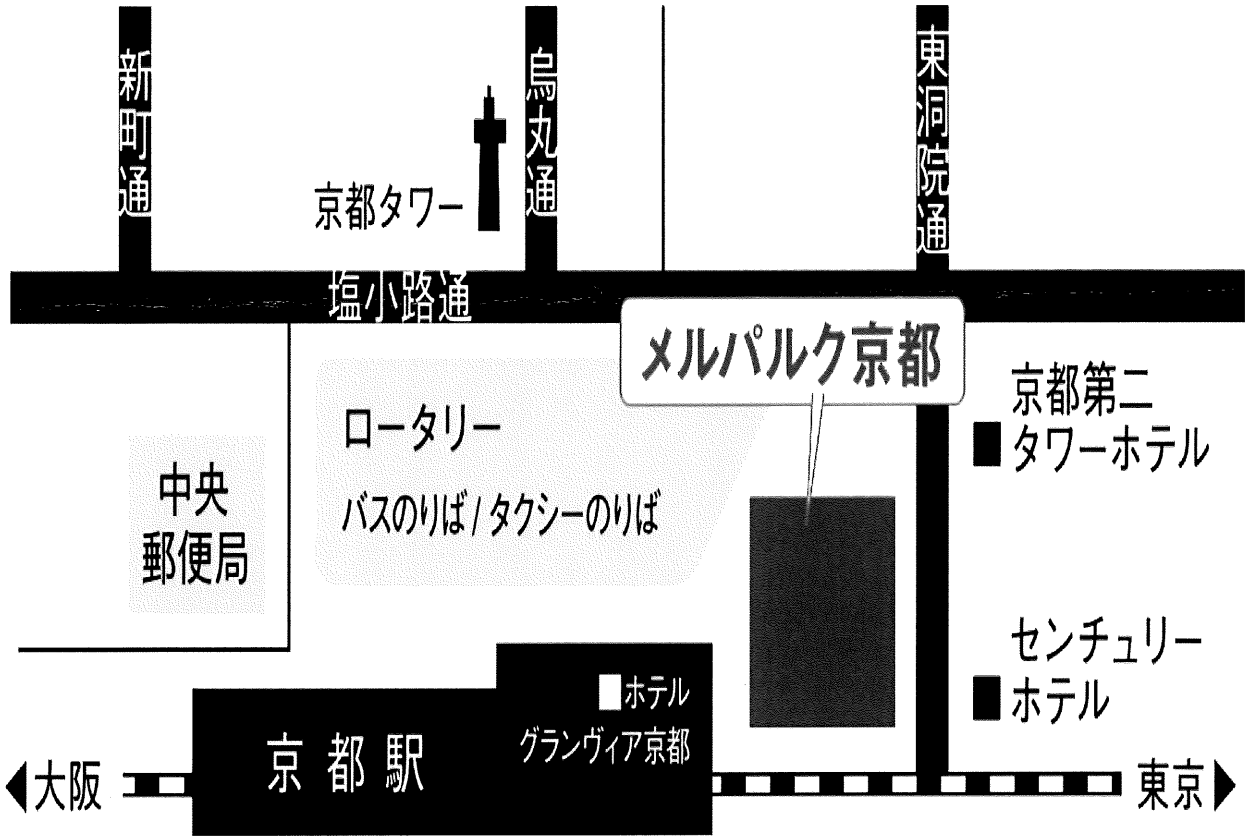 新町通
烏丸通
東洞院通
京都タワー
塩小路通
メルパルク京都
京都第二
タワーホテル
ロータリー
バスのりば / タクシーのりば
中央
郵便局
センチュリー
ホテル
ホテル
グランヴィア京都
京都駅
大阪
東京